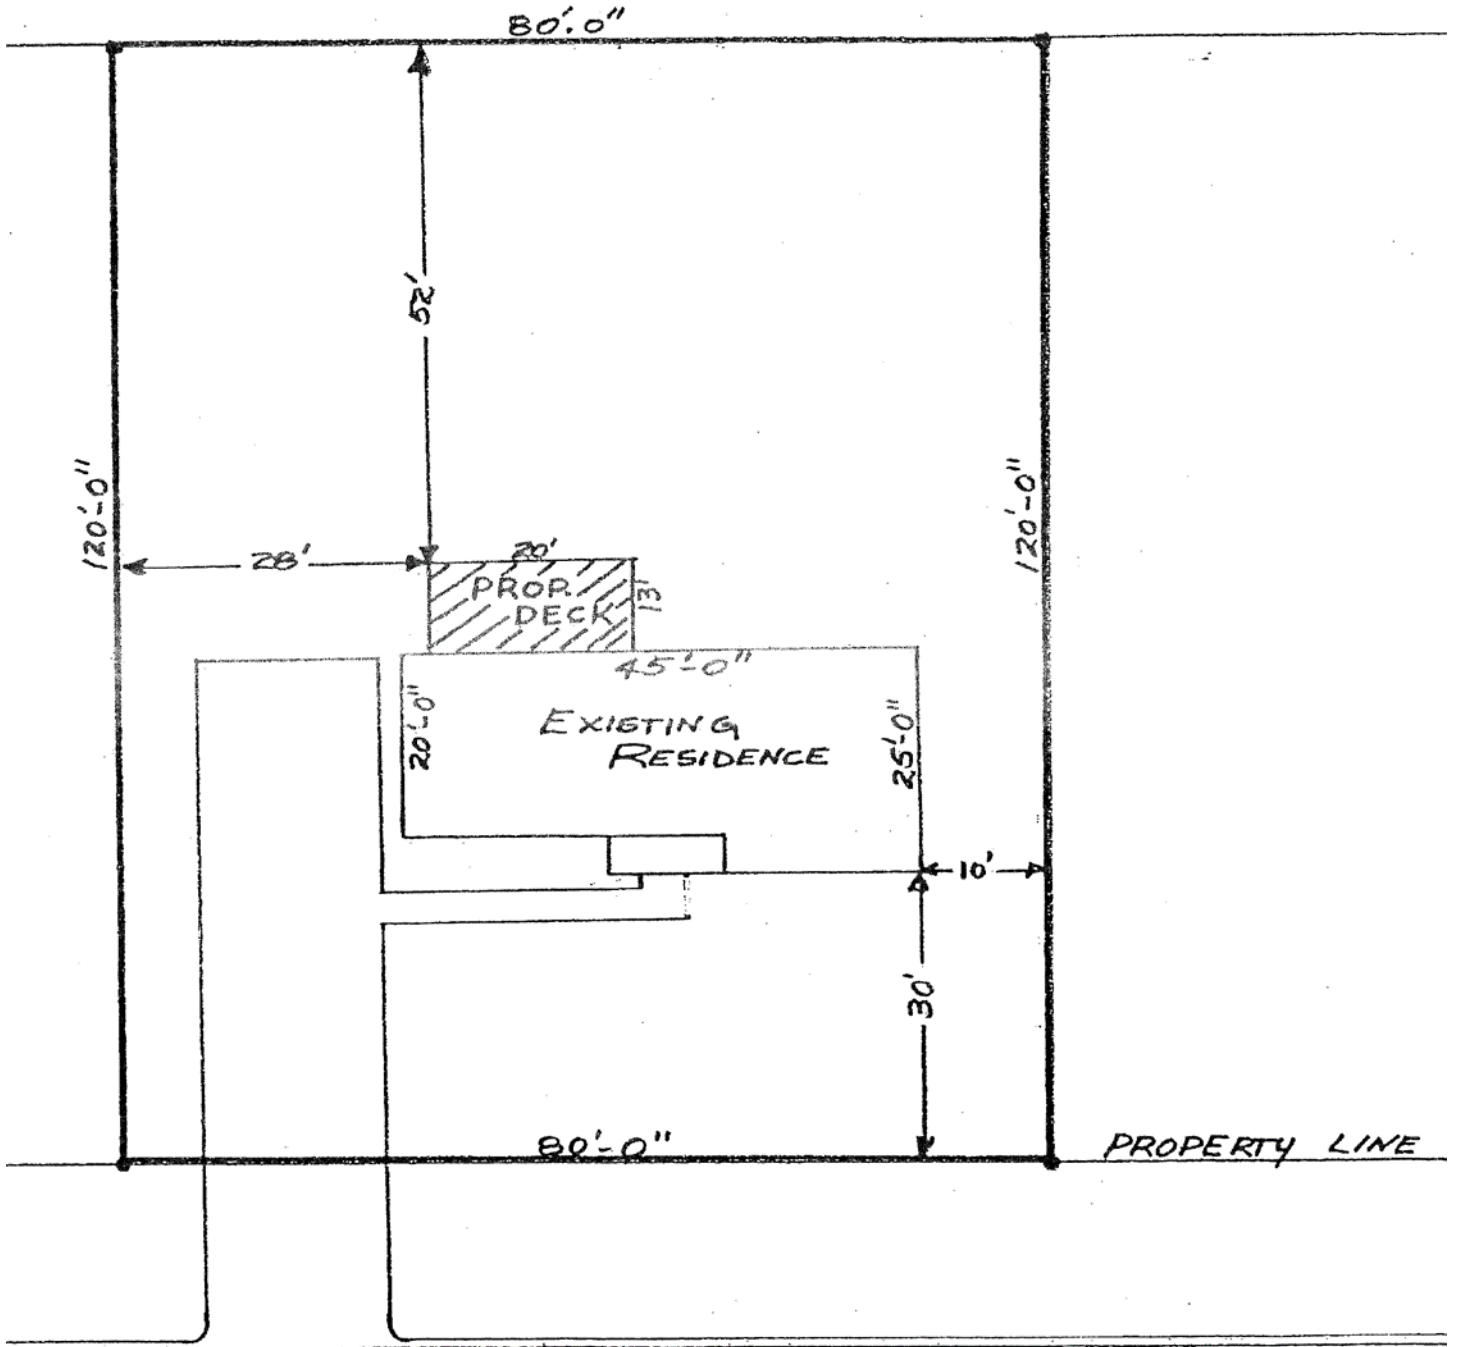 80'-0"
52'
120'-0"
120'-0"
28'
20'
PROP.
DECK
13'
45'-0"
20'-0"
EXISTING
RESIDENCE
25'-0"
10'
30'
80'-0"
PROPERTY LINE